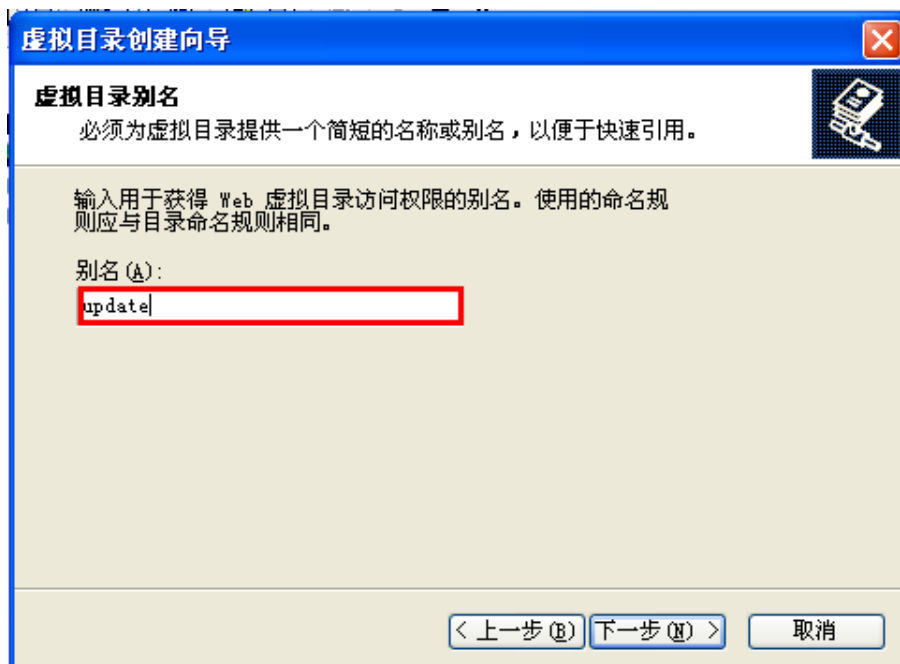 虚拟目录创建向导
虚拟目录别名
必须为虚拟目录提供一个简短的名称或别名，以便于快速引用。
输入用于获得 Web 虚拟目录访问权限的别名。使用的命名规
则应与目录命名规则相同。
别名(A):
update
< 上一步(B) 下一步(N) > 取消